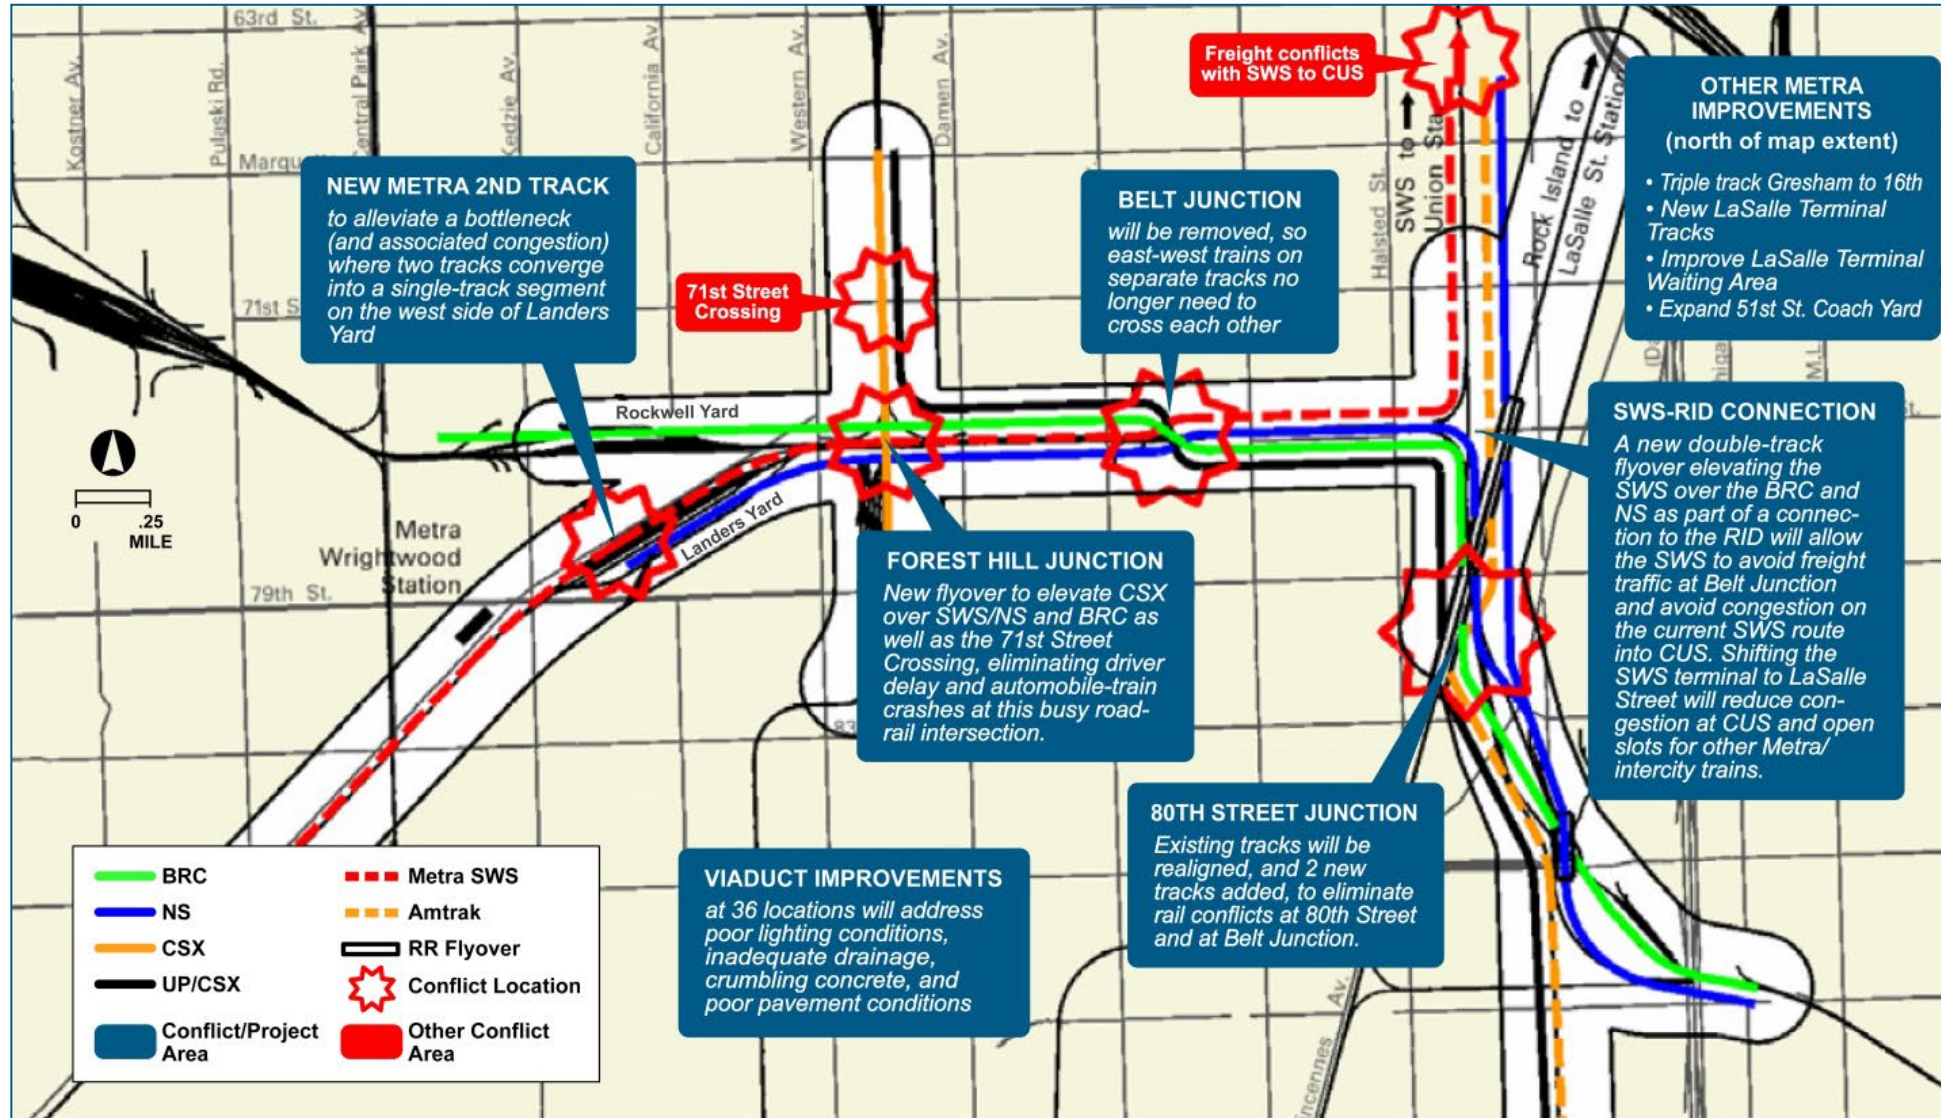 63rd St.
Kostner Av.
Pulaski Rd.
Central Park Av.
Kedzie Av.
California Av.
Western Av.
Damen Av.
Halsted St.
71st S
79th St.
83
Freight conflicts
with SWS to CUS
SWS to
Union Sta
Rock Island to
LaSalle St. Station
OTHER METRA
IMPROVEMENTS
(north of map extent)
• Triple track Gresham to 16th
• New LaSalle Terminal
Tracks
• Improve LaSalle Terminal
Waiting Area
• Expand 51st St. Coach Yard
M.L.
St.
NEW METRA 2ND TRACK
to alleviate a bottleneck
(and associated congestion)
where two tracks converge
into a single-track segment
on the west side of Landers
Yard
71st Street
Crossing
BELT JUNCTION
will be removed, so
east-west trains on
separate tracks no
longer need to
cross each other
Rockwell Yard
Landers Yard
0 .25
MILE
Metra
Wrightwood
Station
FOREST HILL JUNCTION
New flyover to elevate CSX
over SWS/NS and BRC as
well as the 71st Street
Crossing, eliminating driver
delay and automobile-train
crashes at this busy road-
rail intersection.
SWS-RID CONNECTION
A new double-track
flyover elevating the
SWS over the BRC and
NS as part of a connec-
tion to the RID will allow
the SWS to avoid freight
traffic at Belt Junction
and avoid congestion on
the current SWS route
into CUS. Shifting the
SWS terminal to LaSalle
Street will reduce con-
gestion at CUS and open
slots for other Metra/
intercity trains.
80TH STREET JUNCTION
Existing tracks will be
realigned, and 2 new
tracks added, to eliminate
rail conflicts at 80th Street
and at Belt Junction.
VIADUCT IMPROVEMENTS
at 36 locations will address
poor lighting conditions,
inadequate drainage,
crumbling concrete, and
poor pavement conditions
BRC
NS
CSX
UP/CSX
Conflict/Project
Area
Metra SWS
Amtrak
RR Flyover
Conflict Location
Other Conflict
Area
incennes Av.